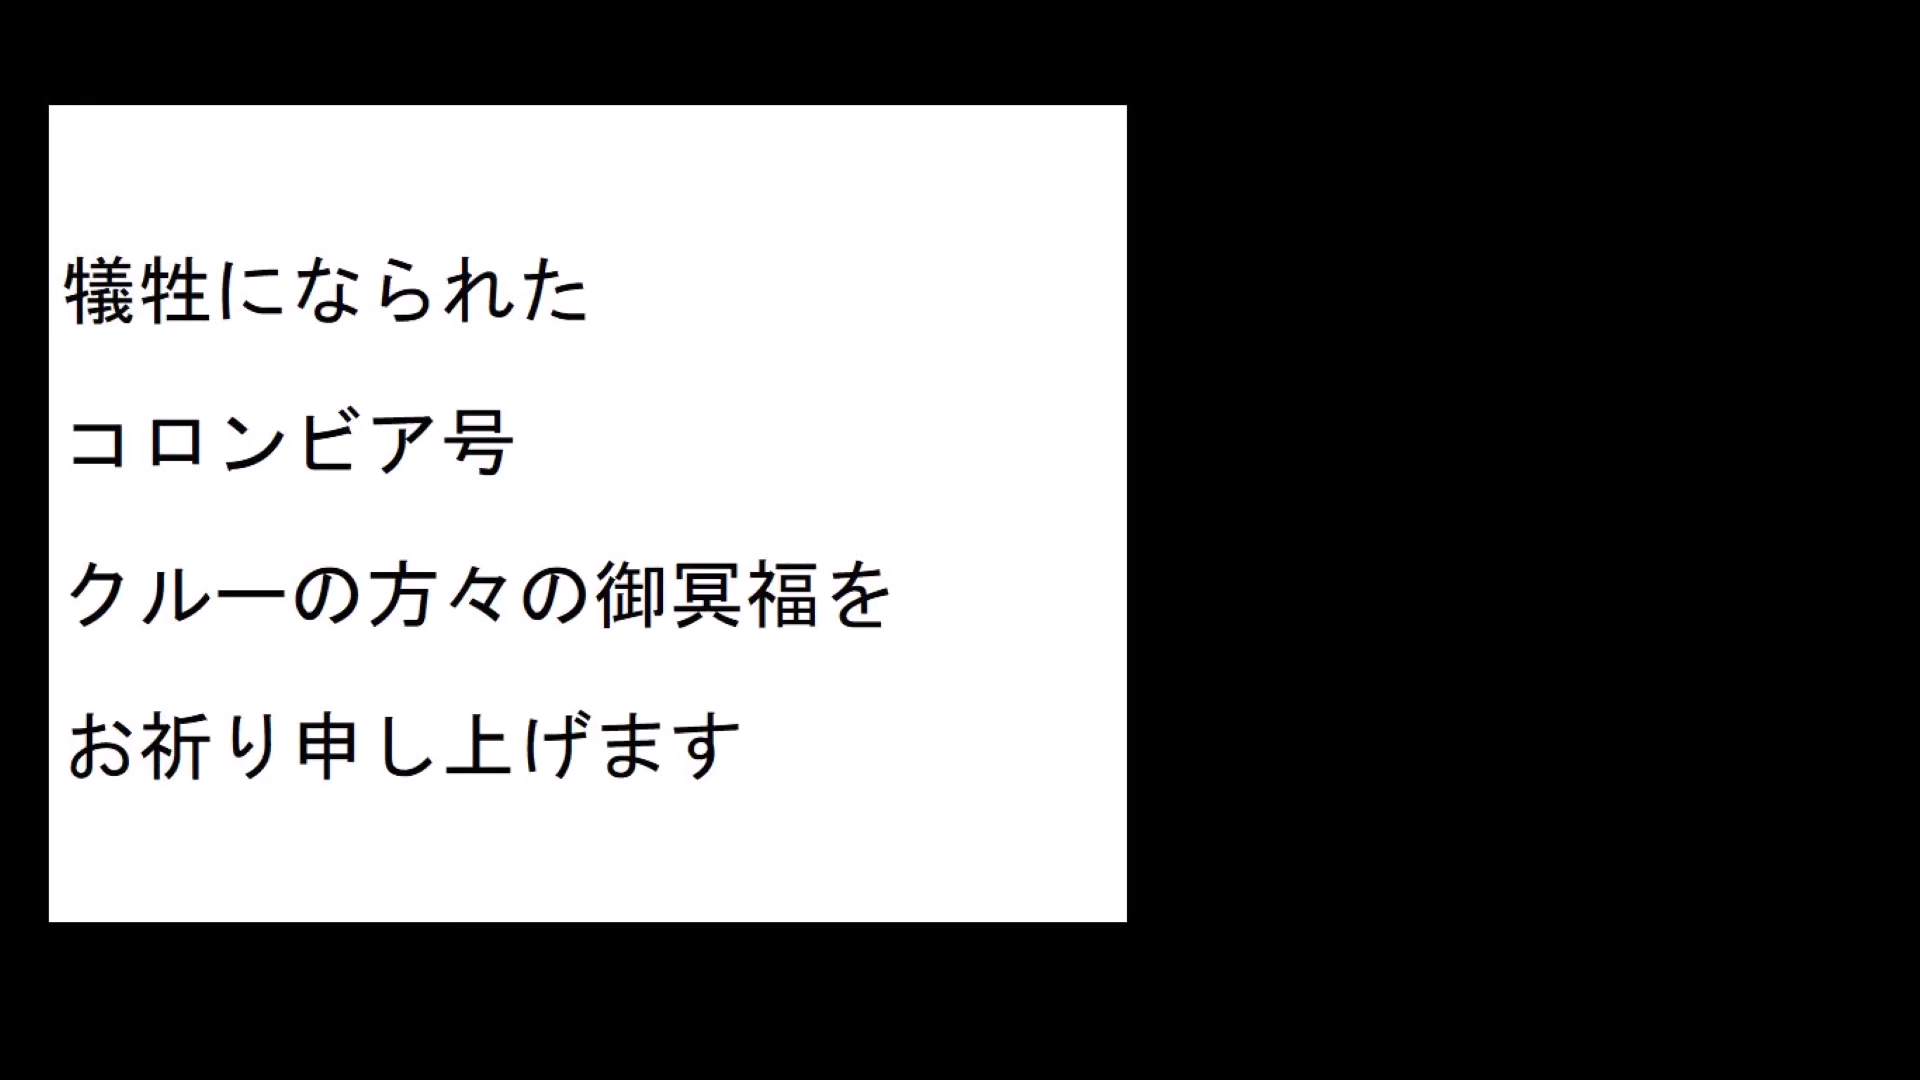 犠牲になられた
コロンビア号
クルーの方々の御冥福を
お祈り申し上げます